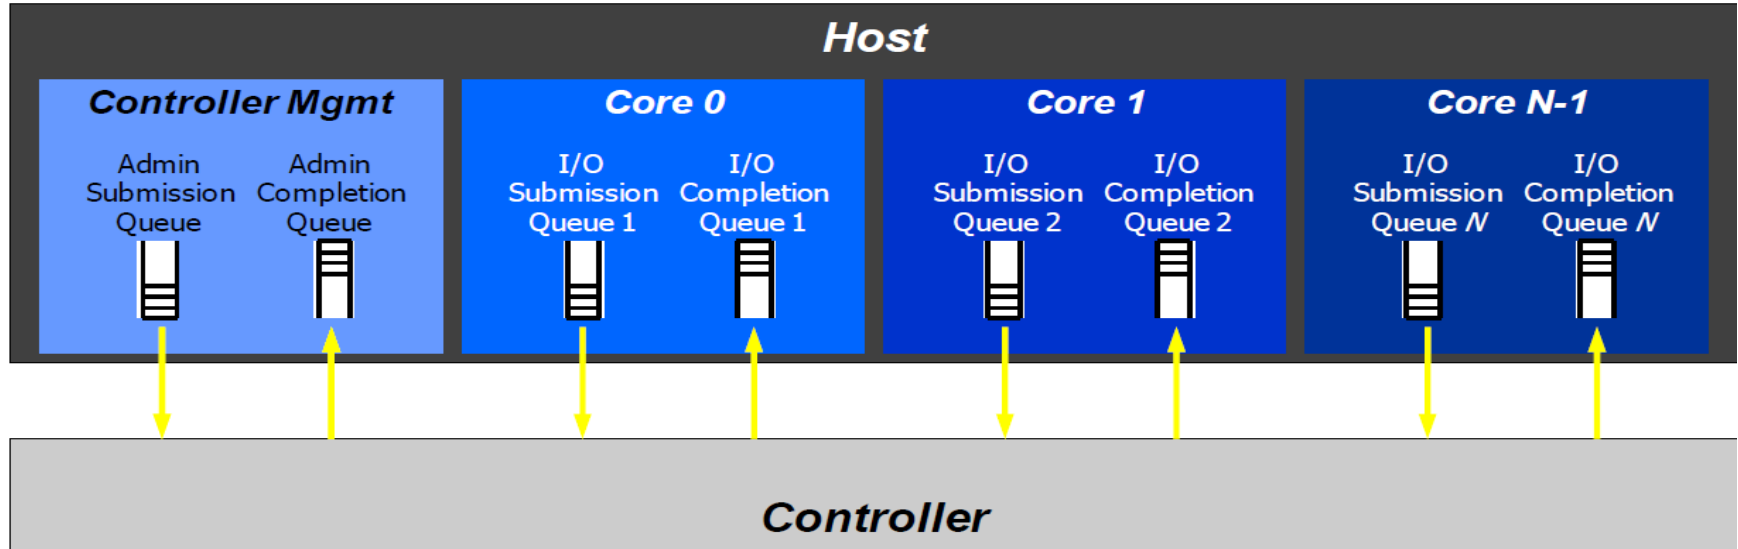 Host
Controller Mgmt
Admin
Submission
Queue
Admin
Completion
Queue
Core 0
I/O
Submission
Queue 1
I/O
Completion
Queue 1
Core 1
I/O
Submission
Queue 2
I/O
Completion
Queue 2
Core N-1
I/O
Submission
Queue N
I/O
Completion
Queue N
Controller